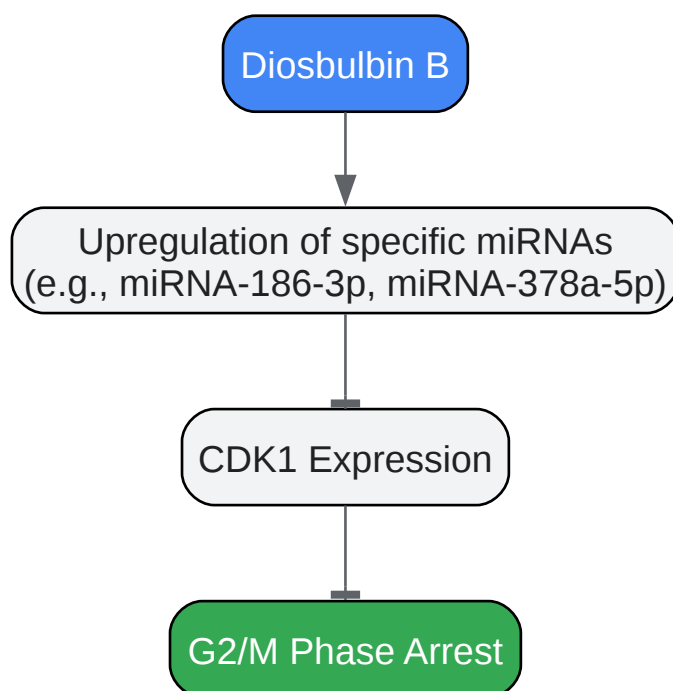 Diosbulbin B
Upregulation of specific miRNAs
(e.g., miRNA-186-3p, miRNA-378a-5p)
CDK1 Expression
G2/M Phase Arrest